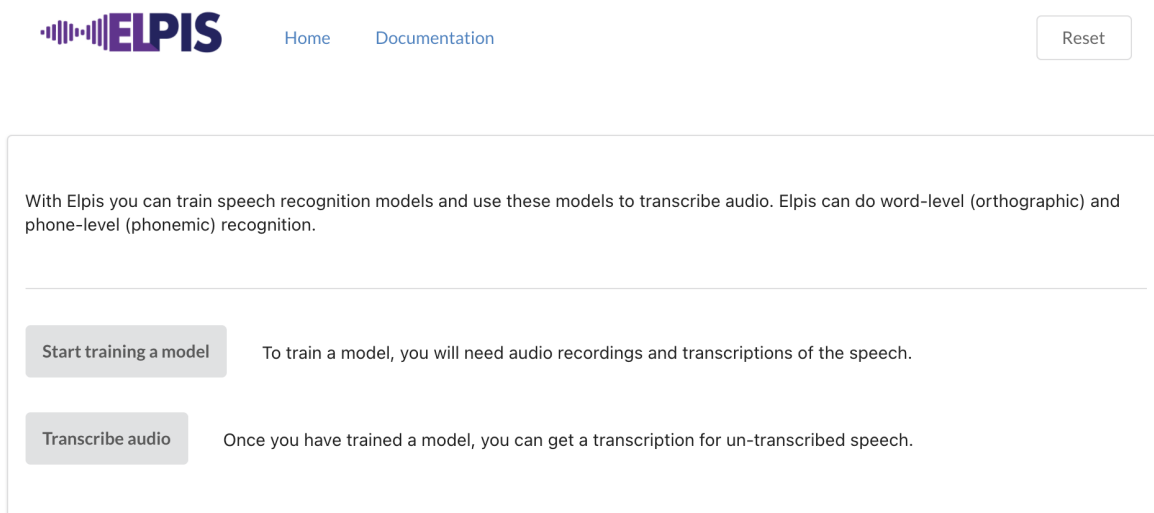 ELPIS Home Documentation Reset
With Elpis you can train speech recognition models and use these models to transcribe audio. Elpis can do word-level (orthographic) and
phone-level (phonemic) recognition.
Start training a model To train a model, you will need audio recordings and transcriptions of the speech.
Transcribe audio Once you have trained a model, you can get a transcription for un-transcribed speech.